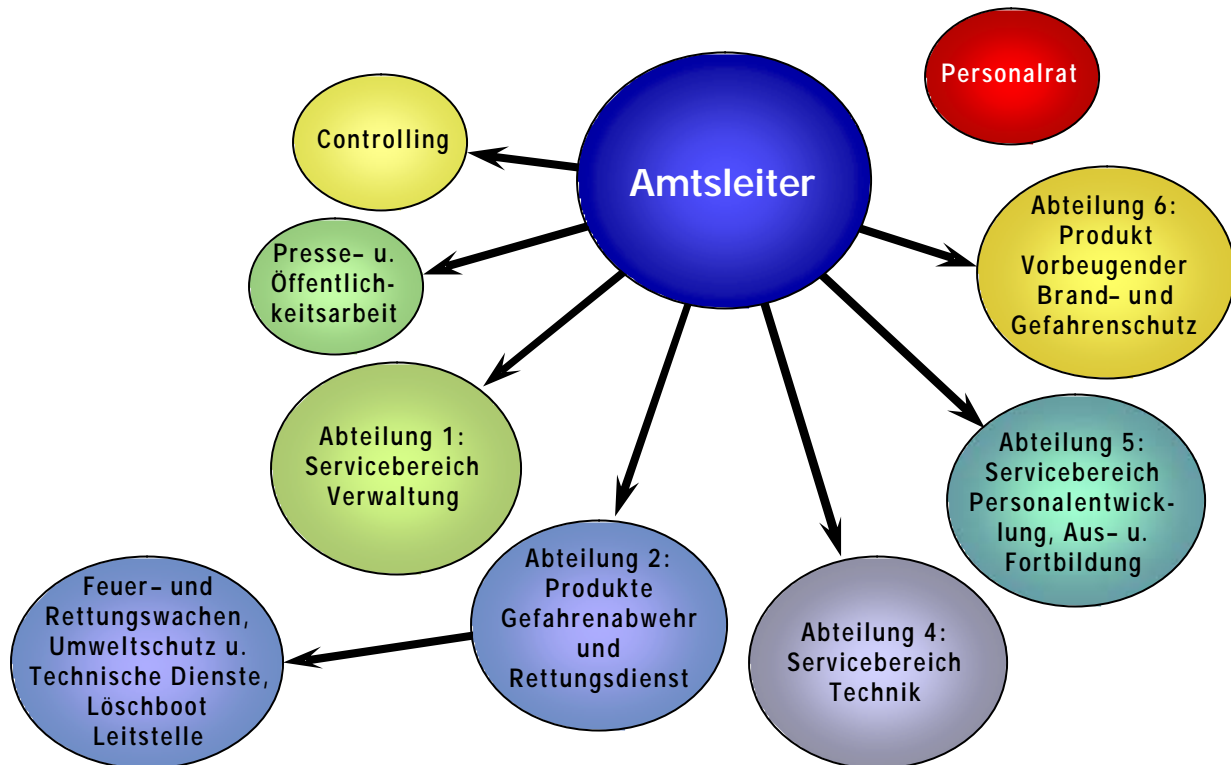 Personalrat
Controlling
Amtsleiter
Presse– u.
Öffentlich-
keitsarbeit
Abteilung 6:
Produkt
Vorbeugender
Brand– und
Gefahrenschutz
Abteilung 1:
Servicebereich
Verwaltung
Abteilung 5:
Servicebereich
Personalentwick-
lung, Aus– u.
Fortbildung
Abteilung 2:
Produkte
Gefahrenabwehr
und
Rettungsdienst
Feuer– und
Rettungswachen,
Umweltschutz u.
Technische Dienste,
Löschboot
Leitstelle
Abteilung 4:
Servicebereich
Technik